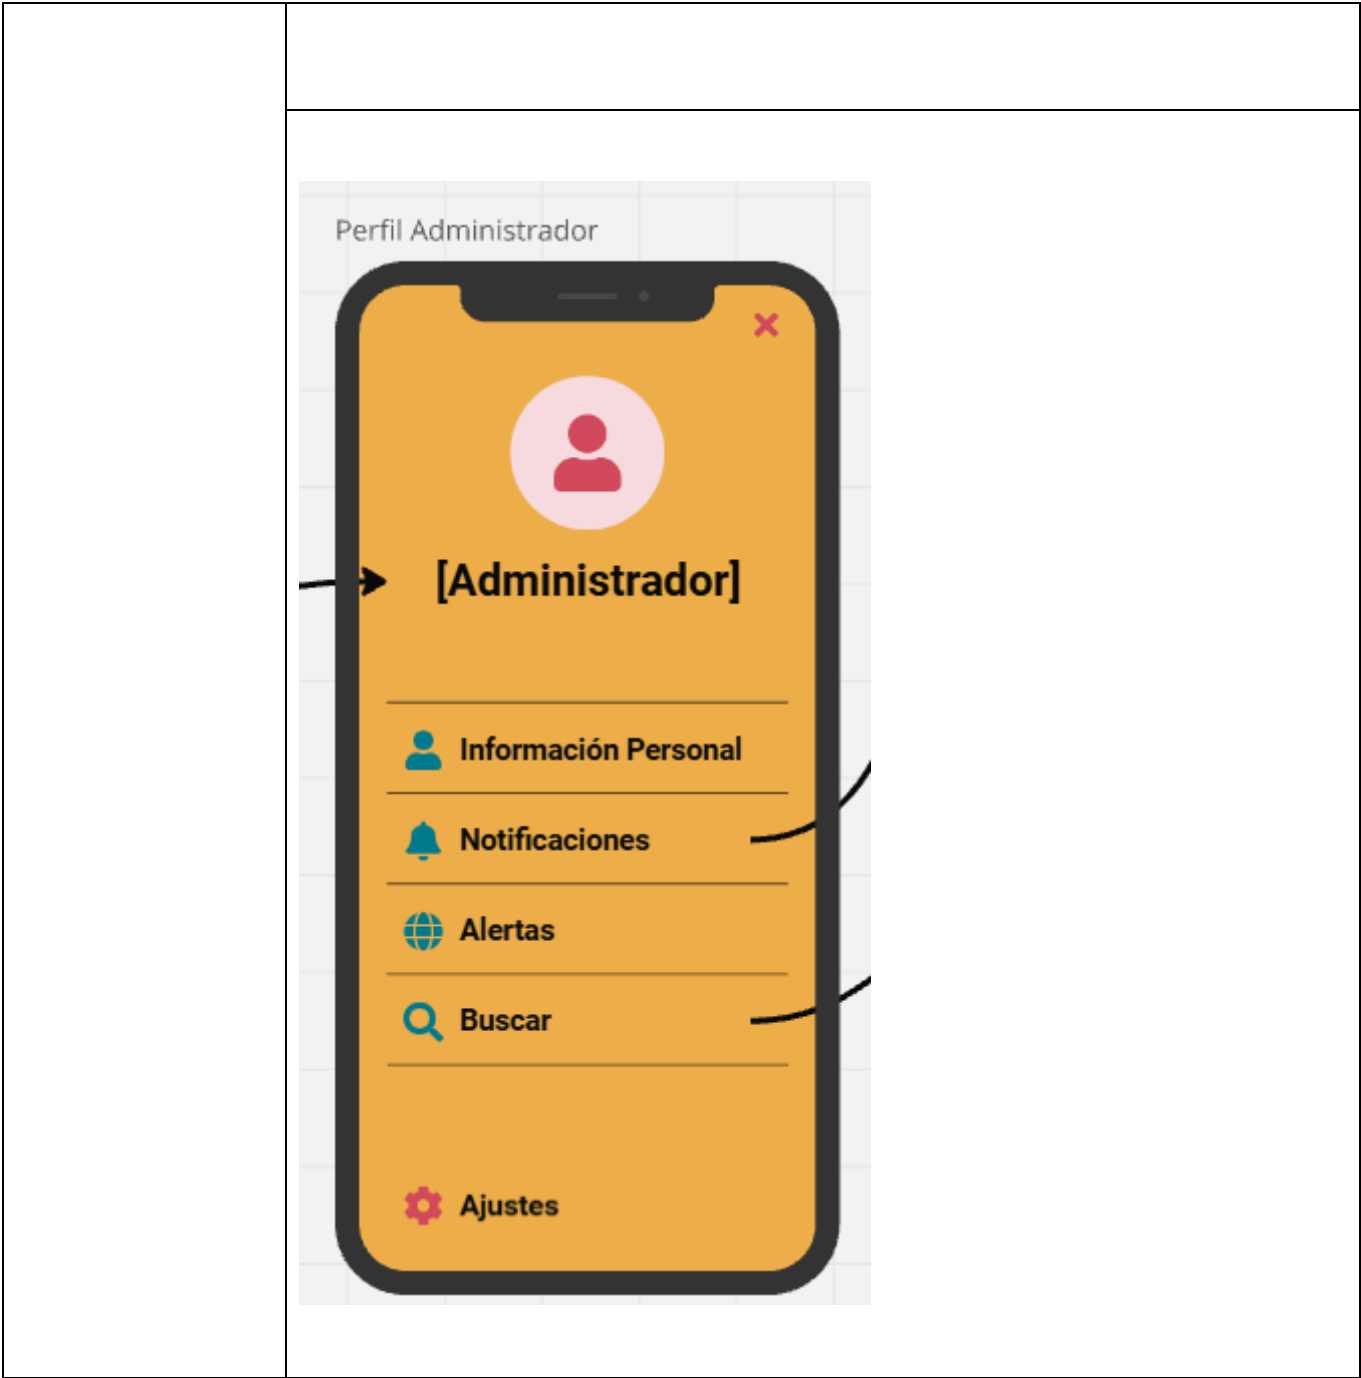 Perfil Administrador
[Administrador]
Información Personal
Notificaciones
Alertas
Buscar
Ajustes